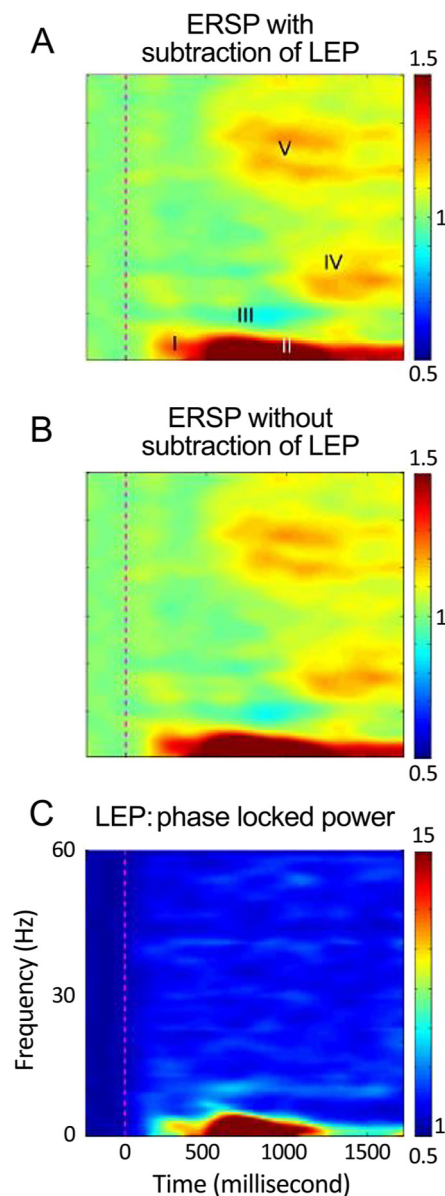 A
ERSP with
subtraction of LEP
1.5
V
1
IV
III
I
II
0.5
B
ERSP without
subtraction of LEP
1.5
1
0.5
C
LEP: phase locked power
60
15
Frequency (Hz)
30
0
1
0 500 1000 1500
Time (millisecond)